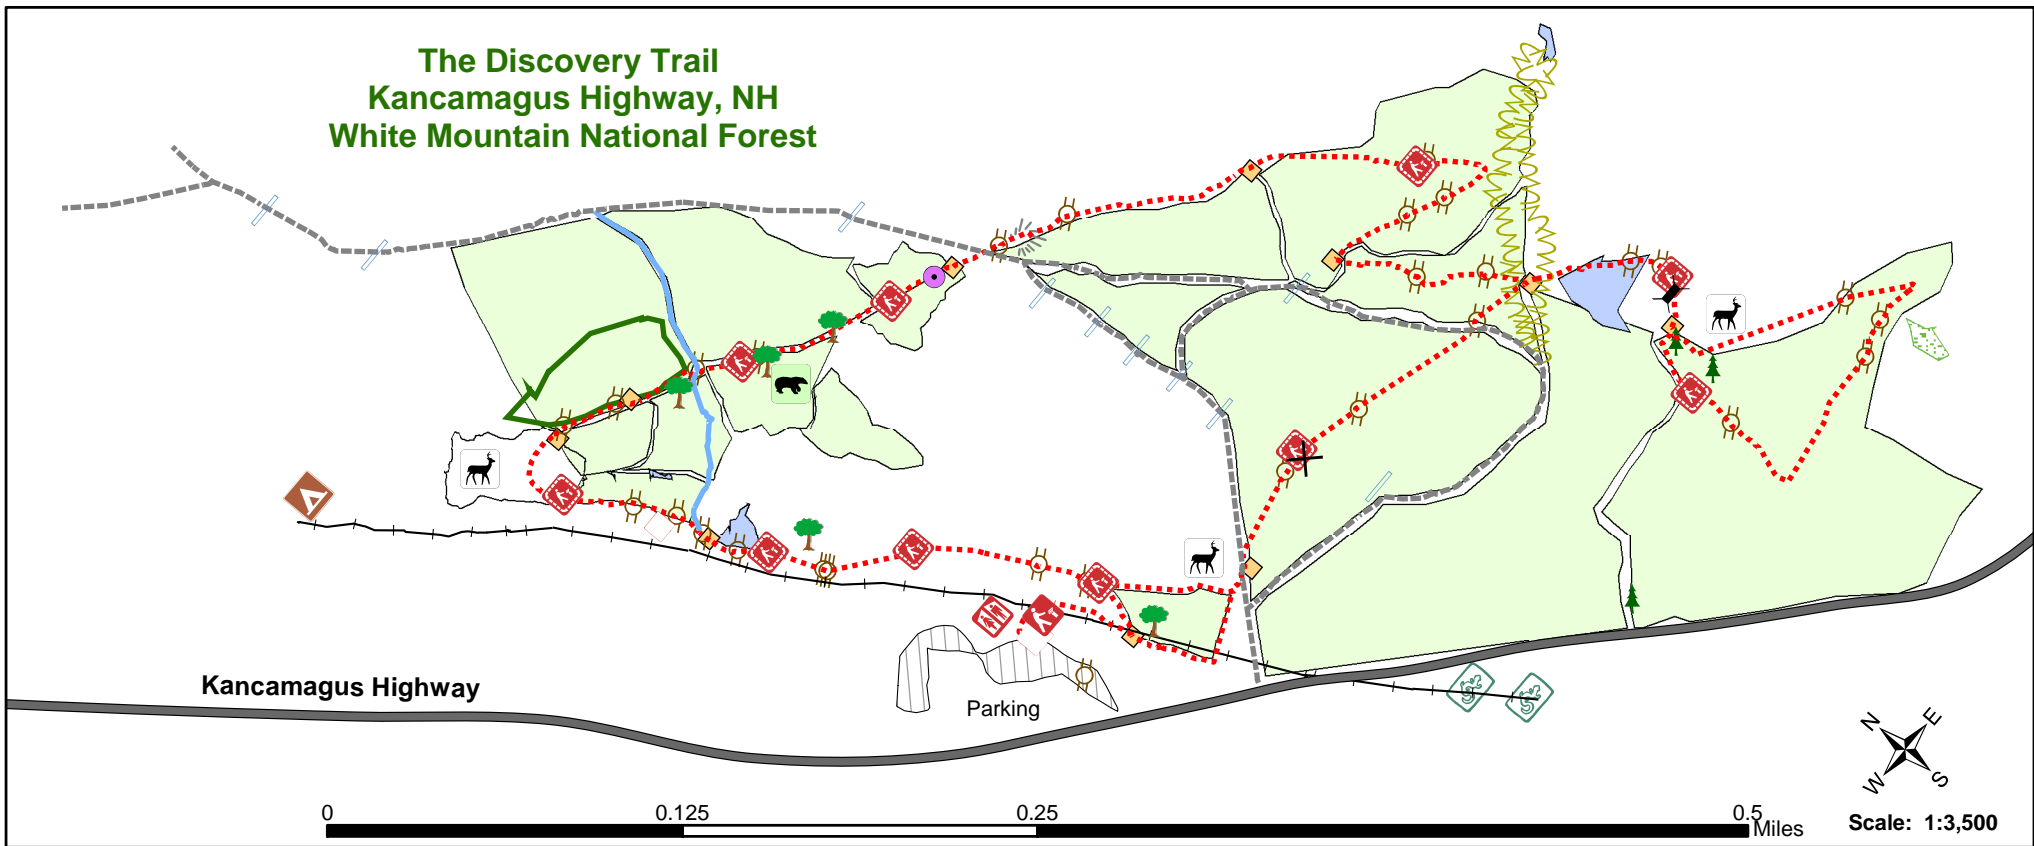 The Discovery Trail
Kancamagus Highway, NH
White Mountain National Forest
Kancamagus Highway
Parking
N
E
W
S
0
0.125
0.25
0.5
Miles
Scale: 1:3,500